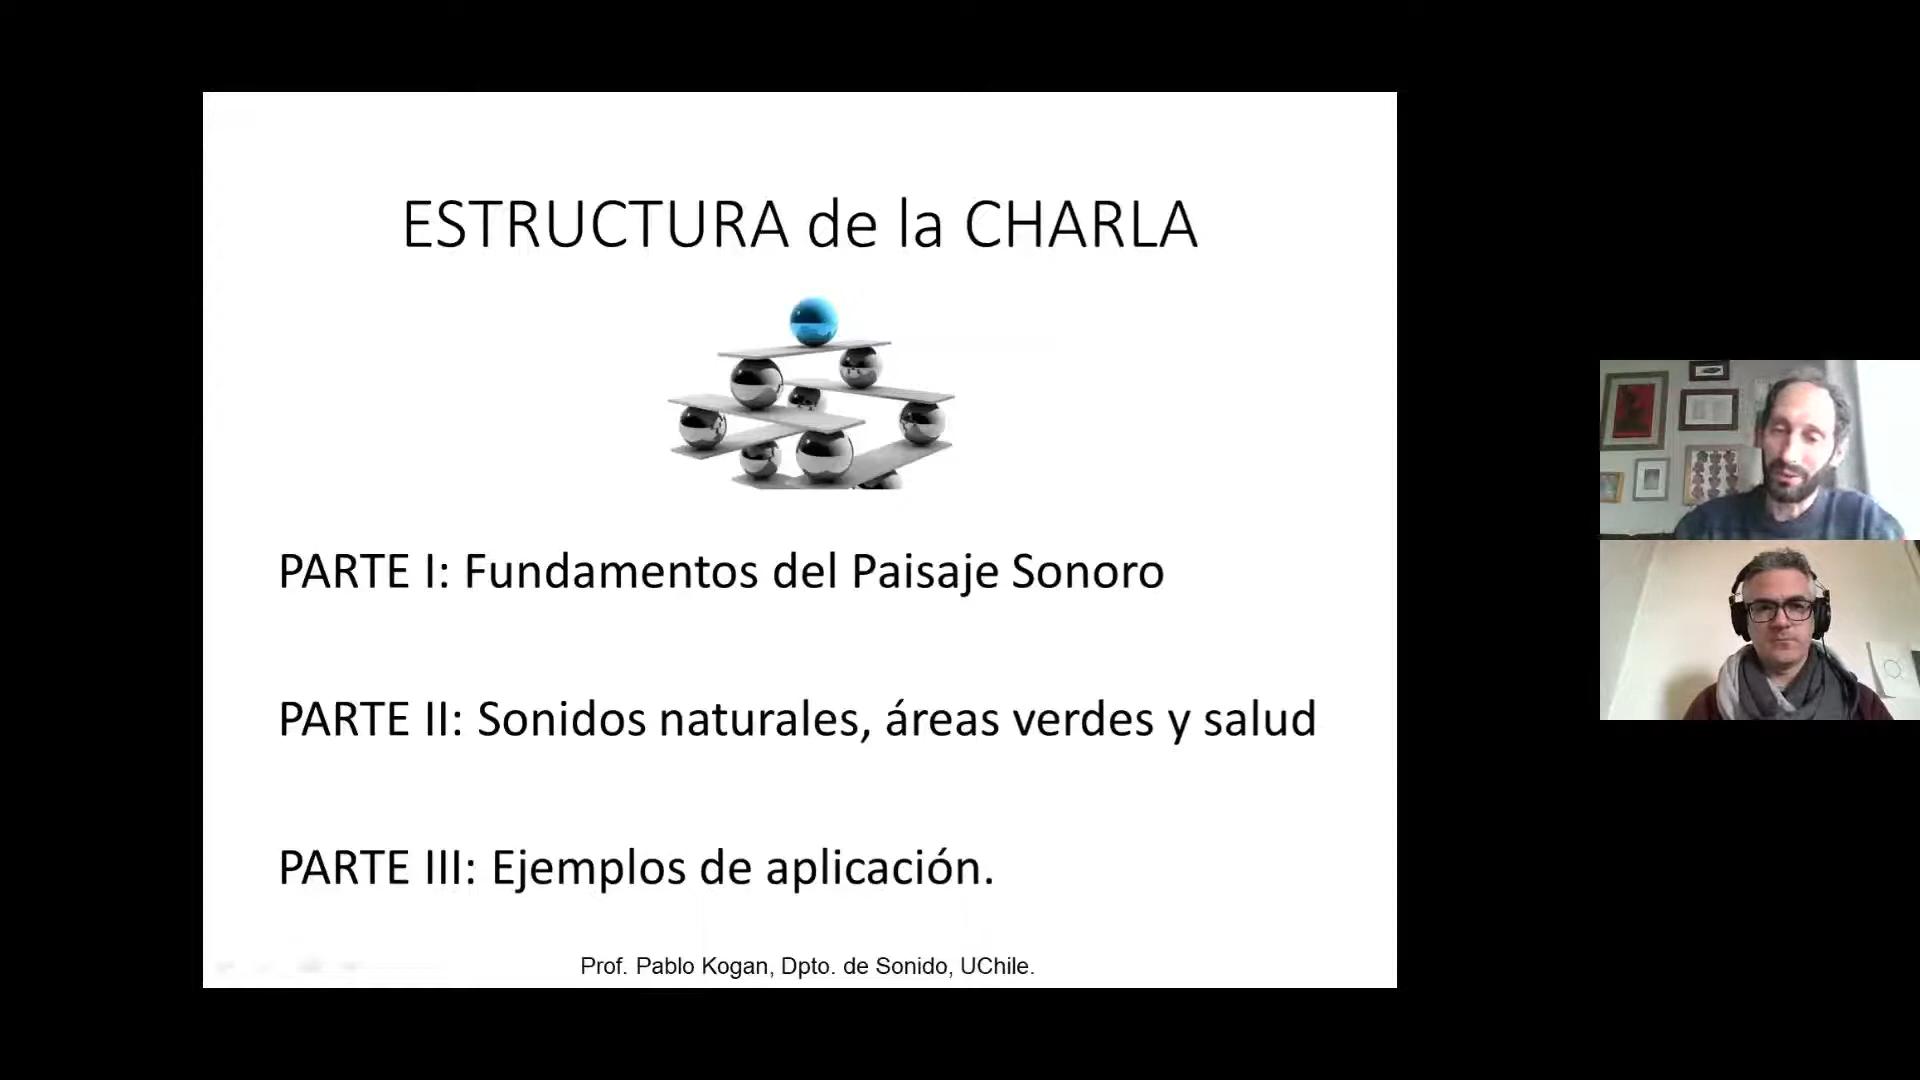 ESTRUCTURA de la CHARLA
PARTE I: Fundamentos del Paisaje Sonoro
PARTE II: Sonidos naturales, áreas verdes y salud
PARTE III: Ejemplos de aplicación.
Prof. Pablo Kogan, Dpto. de Sonido, UChile.